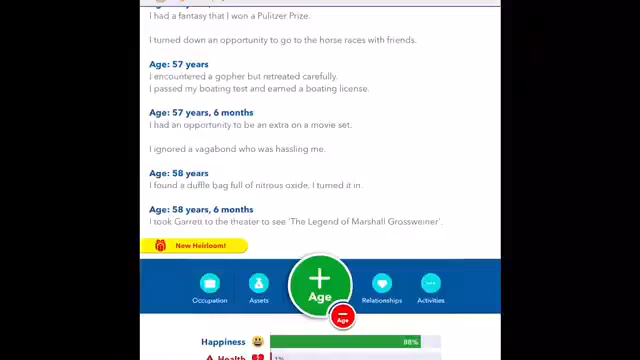 I had a fantasy that I won a Pulitzer Prize.
I turned down an opportunity to go to the horse races with friends.
Age: 57 years
I encountered a gopher but retreated carefully.
I passed my boating test and earned a boating license.
Age: 57 years, 6 months
I had an opportunity to be an extra on a movie set.
I ignored a vagabond who was hassling me.
Age: 58 years
I found a duffle bag full of nitrous oxide. I turned it in.
Age: 58 years, 6 months
I took Garrett to the theater to see 'The Legend of Marshall Grossweiner'.
New Heirloom!
Age
Occupation
Assets
Relationships
Activities
Age
Happiness
88%
Health
1%